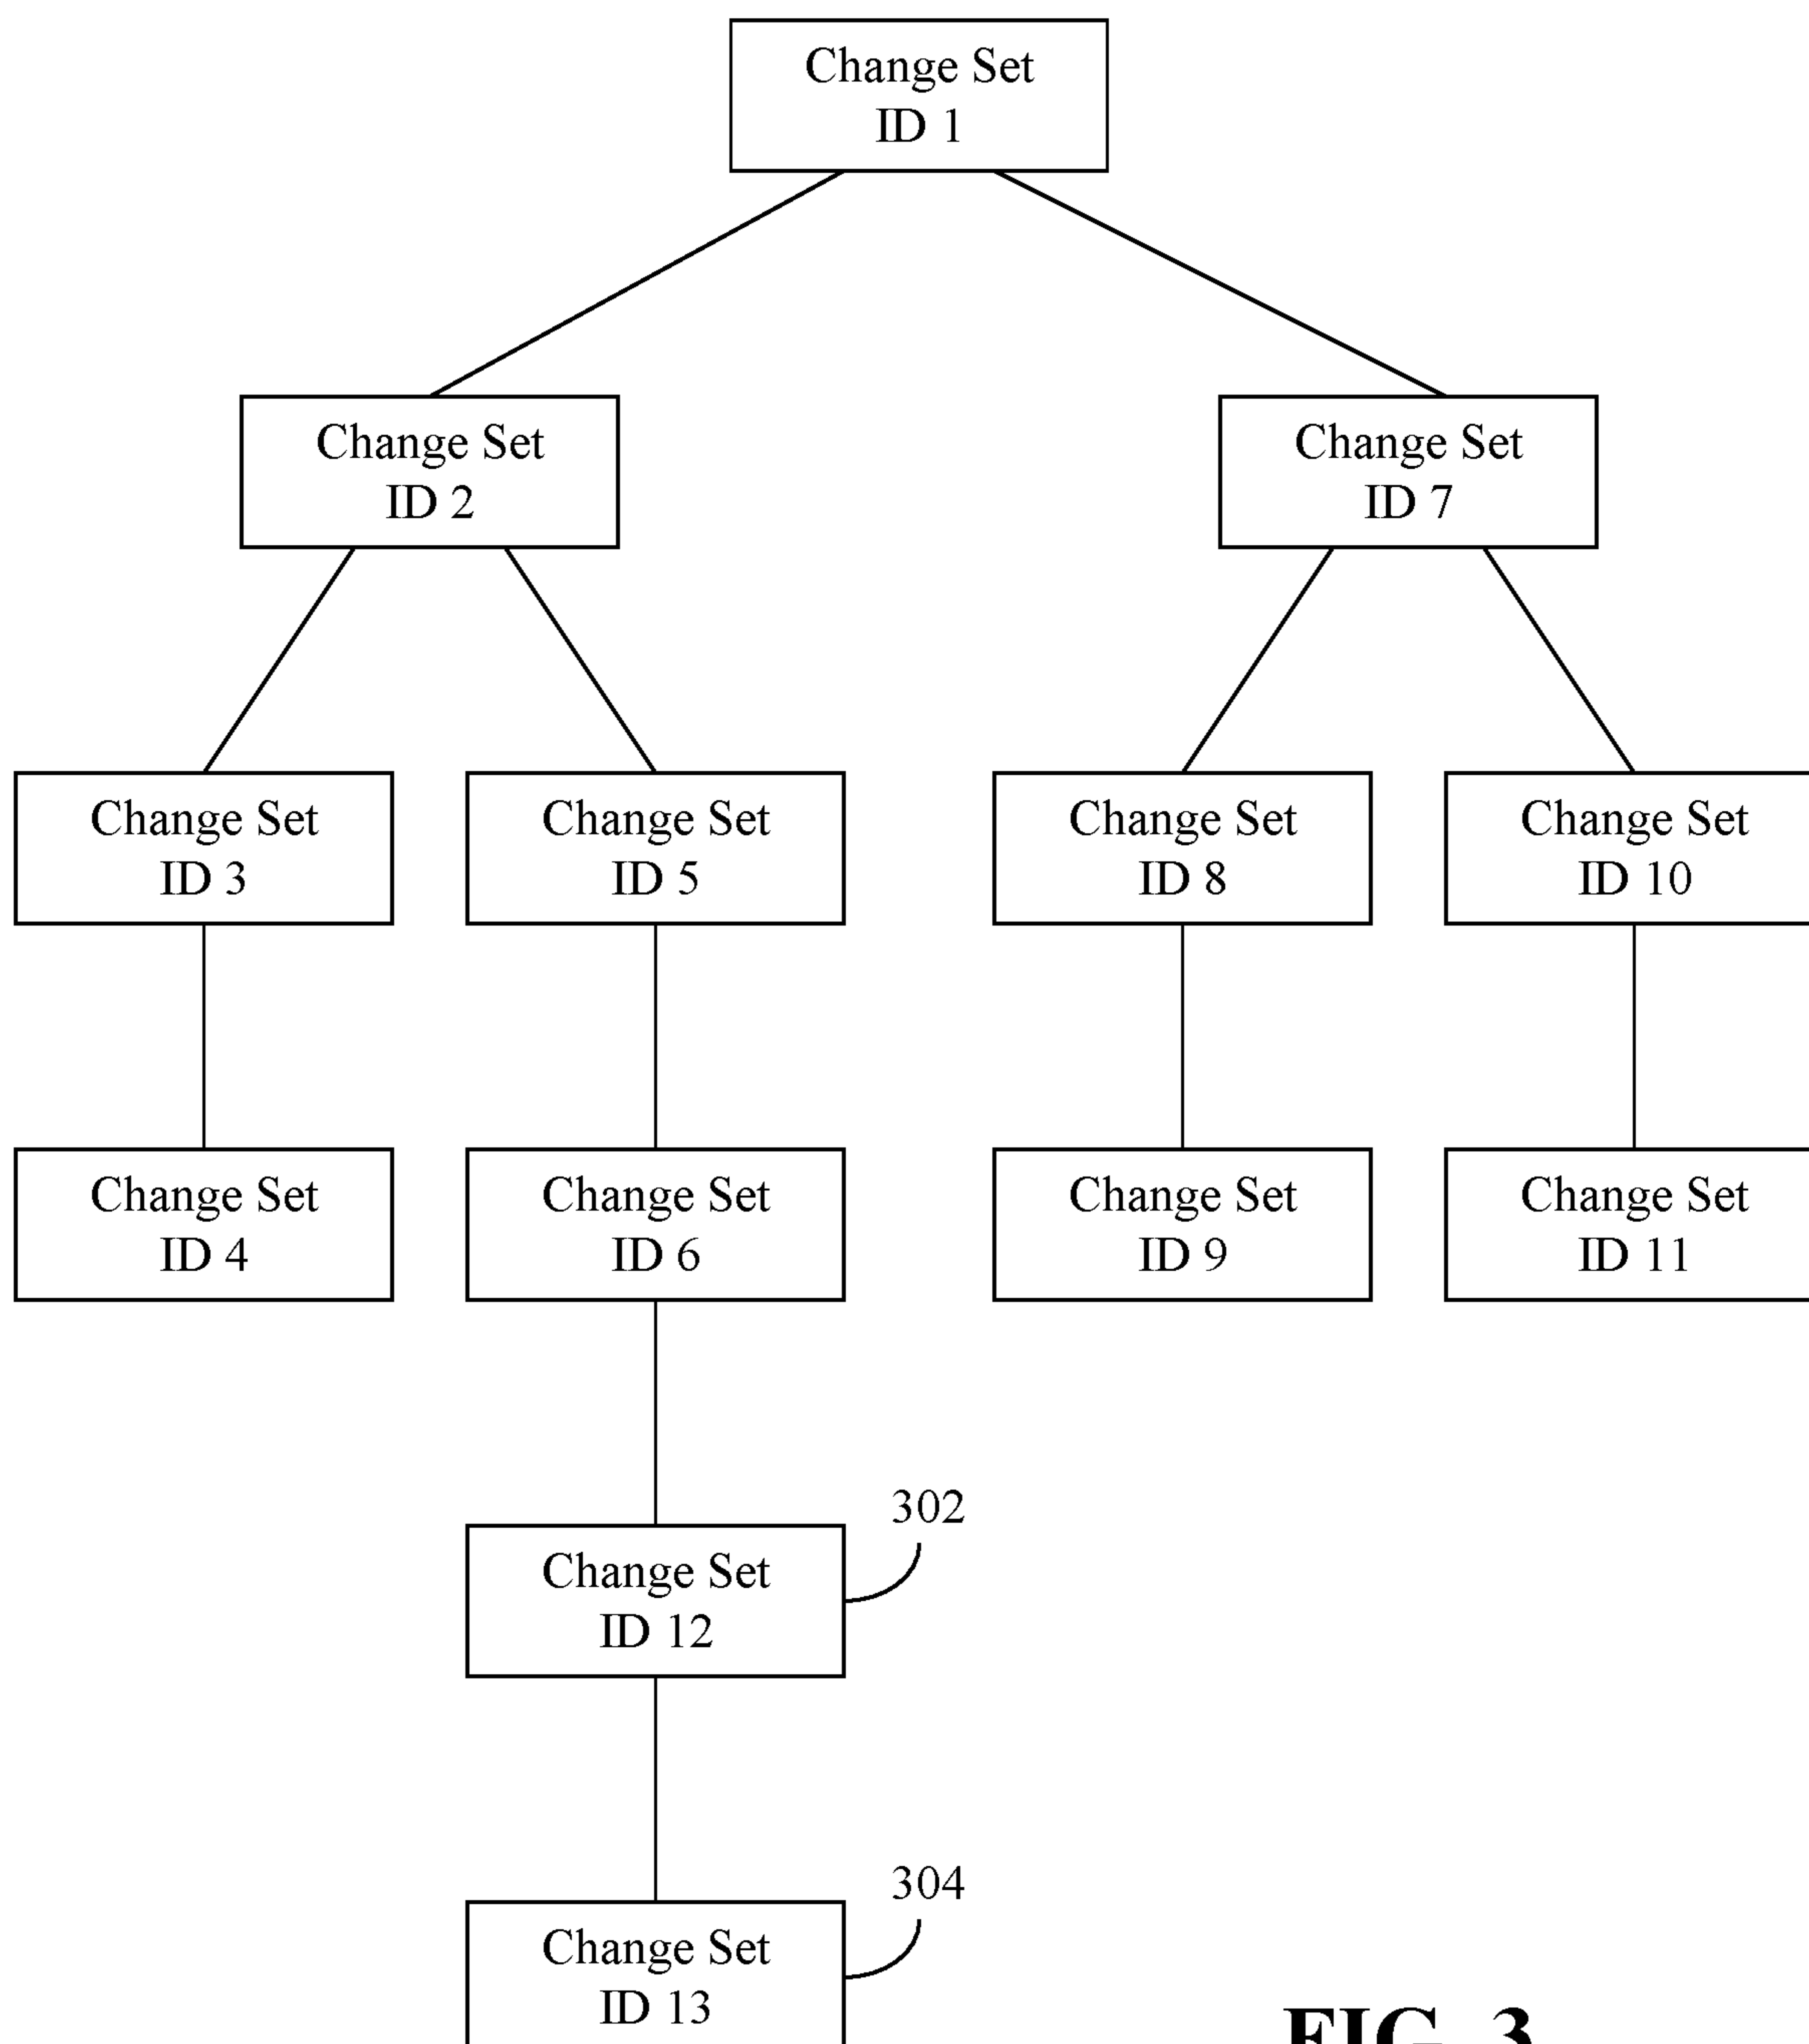 Change Set
ID 1
Change Set
ID 2
Change Set
ID 7
Change Set
ID 3
Change Set
ID 5
Change Set
ID 8
Change Set
ID 10
Change Set
ID 4
Change Set
ID 6
Change Set
ID 9
Change Set
ID 11
302
Change Set
ID 12
304
Change Set
ID 13
FIG. 3